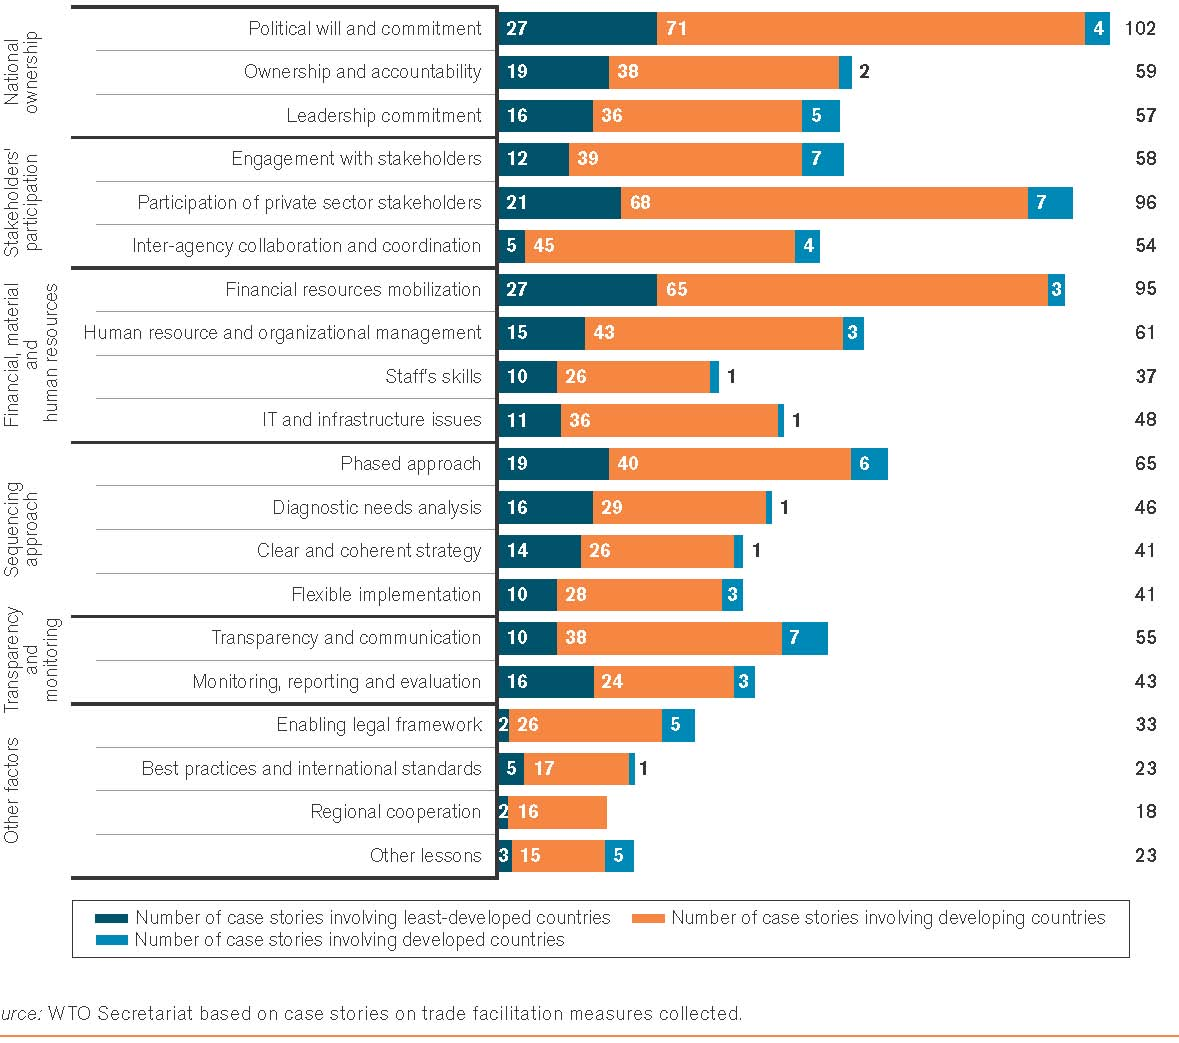 National
ownership
Political will and commitment 27 71 4 102
Ownership and accountability 19 38 2 59
Leadership commitment 16 36 5 57
Stakeholders'
participation
Engagement with stakeholders 12 39 7 58
Participation of private sector stakeholders 21 68 7 96
Inter-agency collaboration and coordination 5 45 4 54
Financial, material
and
human resources
Financial resources mobilization 27 65 3 95
Human resource and organizational management 15 43 3 61
Staff's skills 10 26 1 37
IT and infrastructure issues 11 36 1 48
Sequencing
approach
Phased approach 19 40 6 65
Diagnostic needs analysis 16 29 1 46
Clear and coherent strategy 14 26 1 41
Flexible implementation 10 28 3 41
Transparency
and
monitoring
Transparency and communication 10 38 7 55
Monitoring, reporting and evaluation 16 24 3 43
Other factors
Enabling legal framework 2 26 5 33
Best practices and international standards 5 17 1 23
Regional cooperation 2 16 18
Other lessons 3 15 5 23
Number of case stories involving least-developed countries Number of case stories involving developing countries
Number of case stories involving developed countries
urce: WTO Secretariat based on case stories on trade facilitation measures collected.